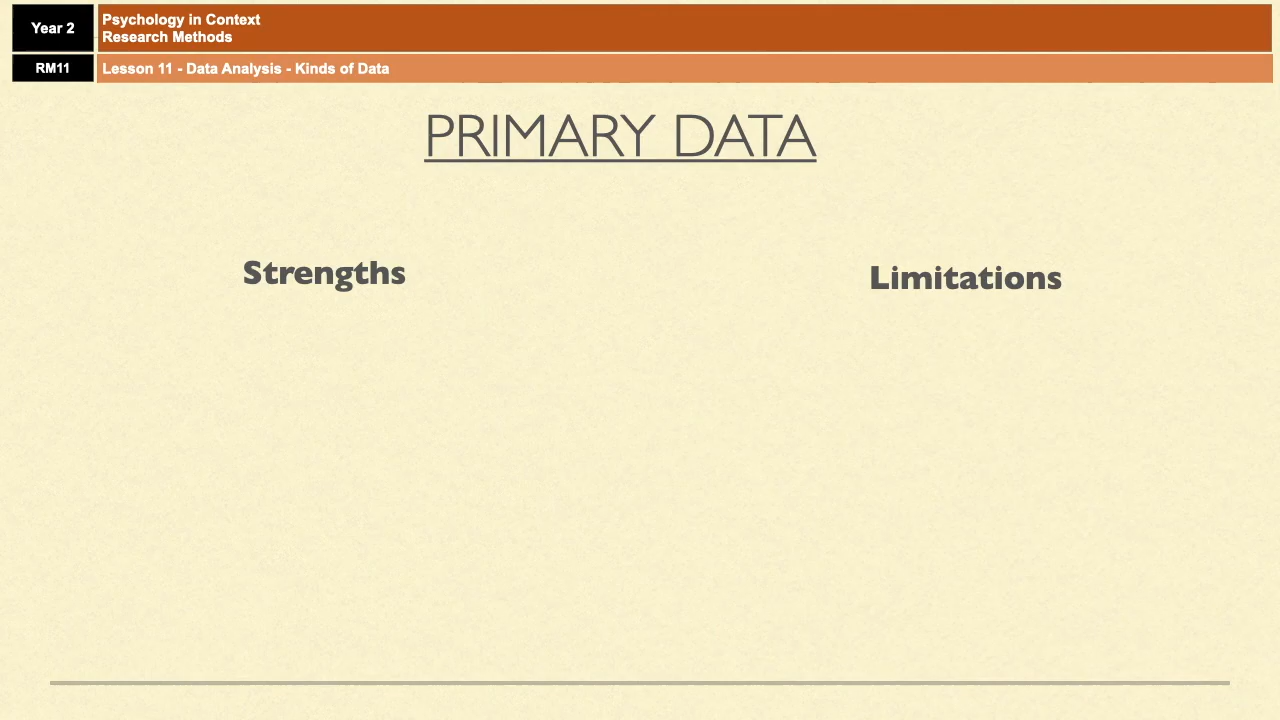 Year 2
Psychology in Context
Research Methods
RM11
Lesson 11 - Data Analysis - Kinds of Data
PRIMARY DATA
Strengths
Limitations